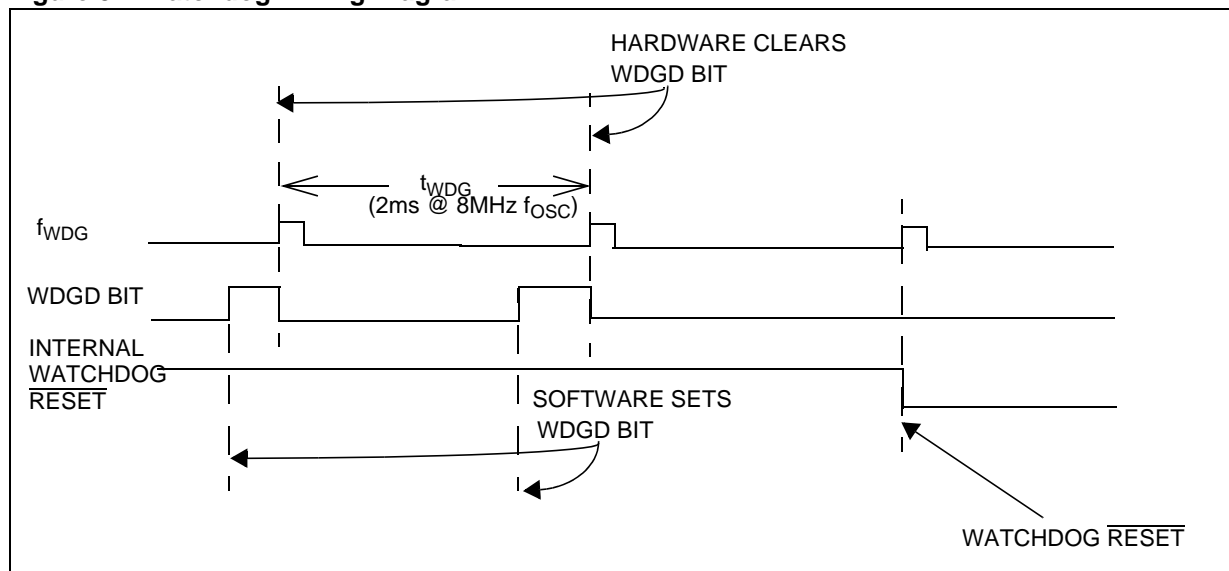 HARDWARE CLEARS
WDGD BIT
tWDG
(2ms @ 8MHz fOSC)
fWDG
WDGD BIT
INTERNAL
WATCHDOG
RESET
SOFTWARE SETS
WDGD BIT
WATCHDOG RESET